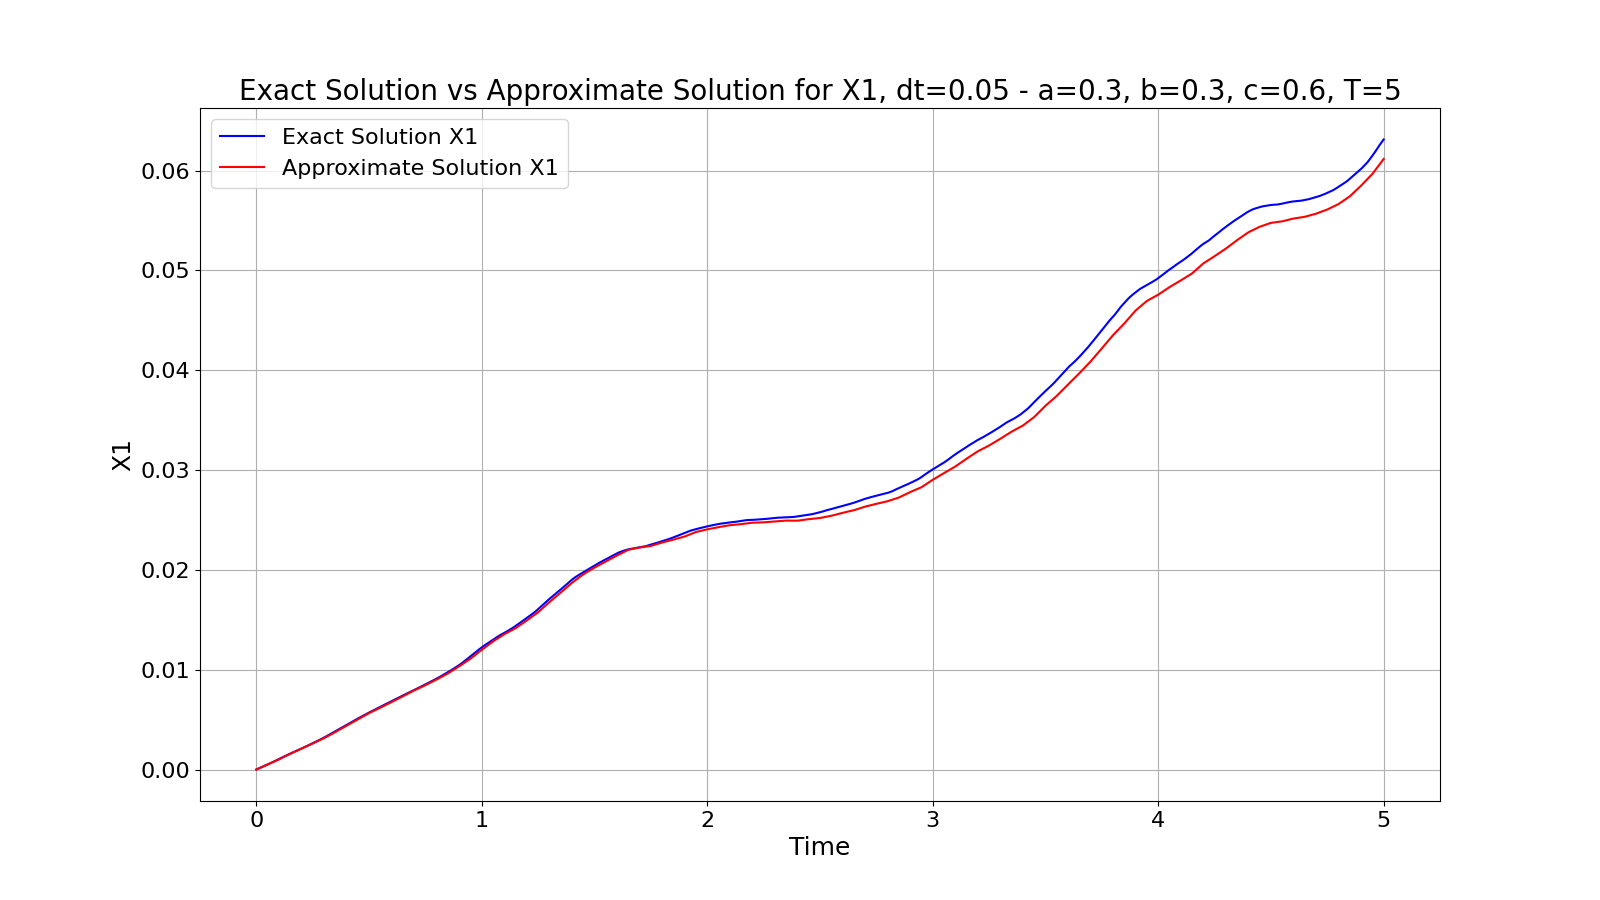 Exact Solution vs Approximate Solution for X1, dt=0.05 - a=0.3, b=0.3, c=0.6, T=5
Exact Solution X1
Approximate Solution X1
0.06
0.05
0.04
0.03
0.02
0.01
0.00
X1
0 1 2 3 4 5
Time